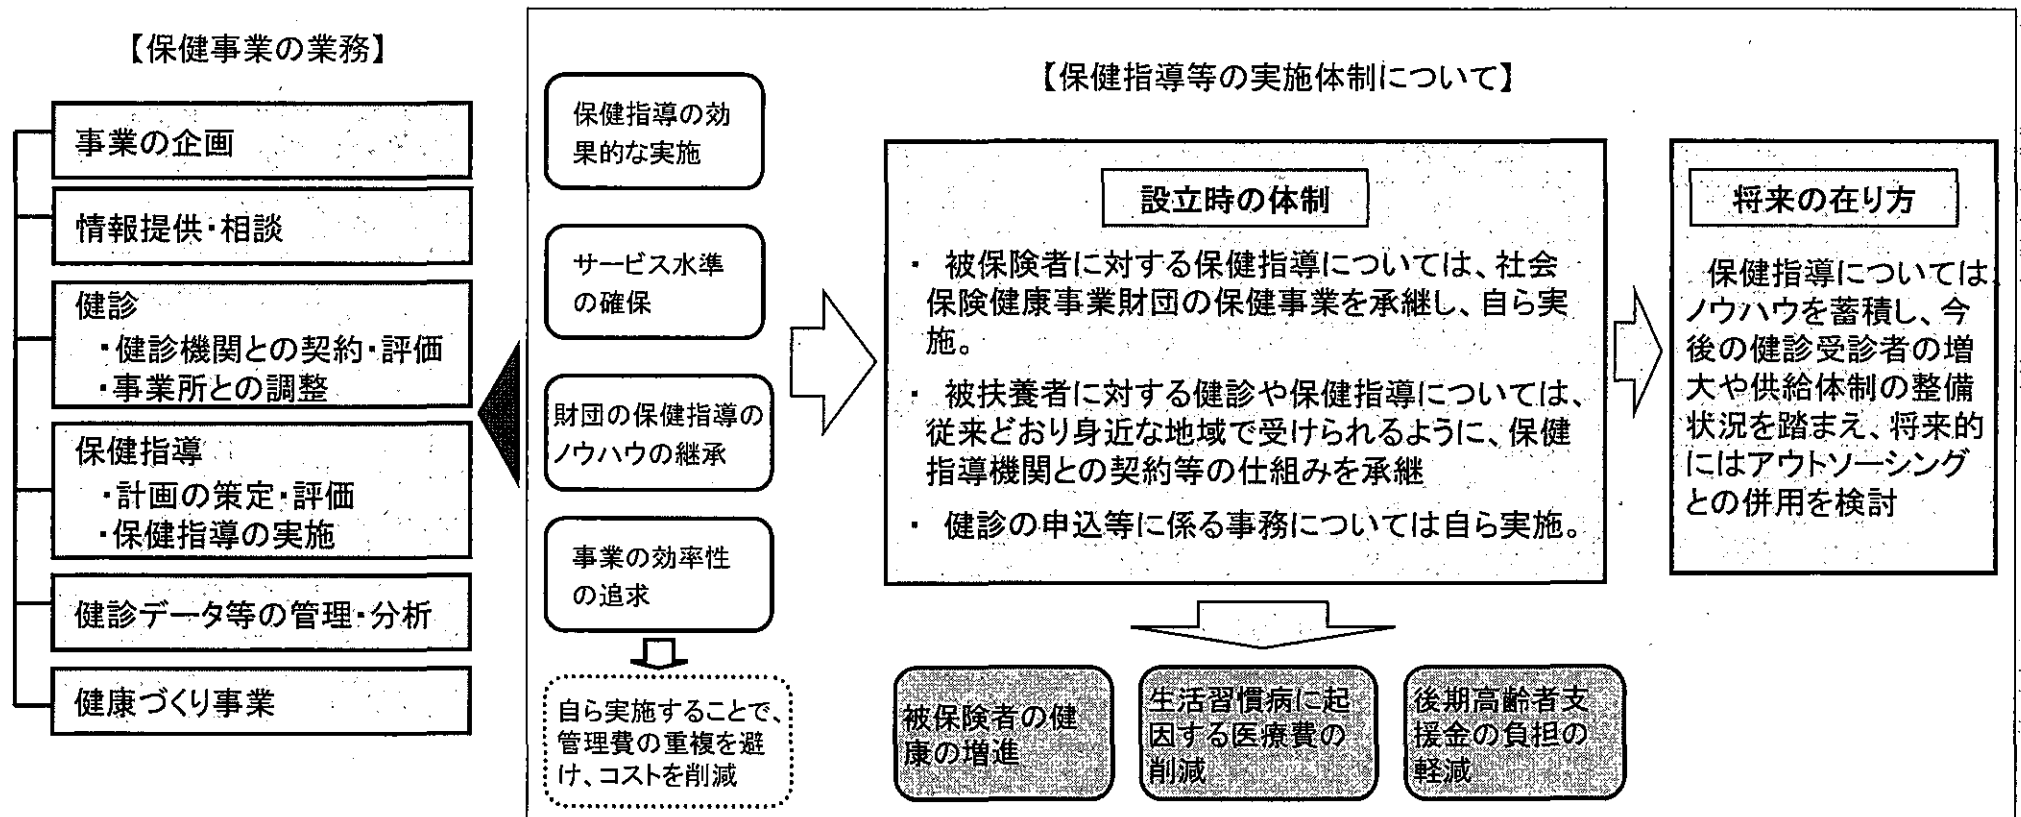 【保健事業の業務】
事業の企画
情報提供・相談
健診
・健診機関との契約・評価
・事業所との調整
保健指導
・計画の策定・評価
・保健指導の実施
健診データ等の管理・分析
健康づくり事業
保健指導の効
果的な実施
サービス水準
の確保
財団の保健指導の
ノウハウの継承
事業の効率性
の追求
自ら実施することで、
管理費の重複を避
け、コストを削減
【保健指導等の実施体制について】
設立時の体制
・ 被保険者に対する保健指導については、社会
保険健康事業財団の保健事業を承継し、自ら実
施。
・ 被扶養者に対する健診や保健指導については、
従来どおり身近な地域で受けられるように、保健
指導機関との契約等の仕組みを承継
・ 健診の申込等に係る事務については自ら実施。
被保険者の健
康の増進
生活習慣病に起
因する医療費の
削減
後期高齢者支
援金の負担の
軽減
将来の在り方
保健指導については、
ノウハウを蓄積し、今
後の健診受診者の増
大や供給体制の整備
状況を踏まえ、将来的
にはアウトソーシング
との併用を検討